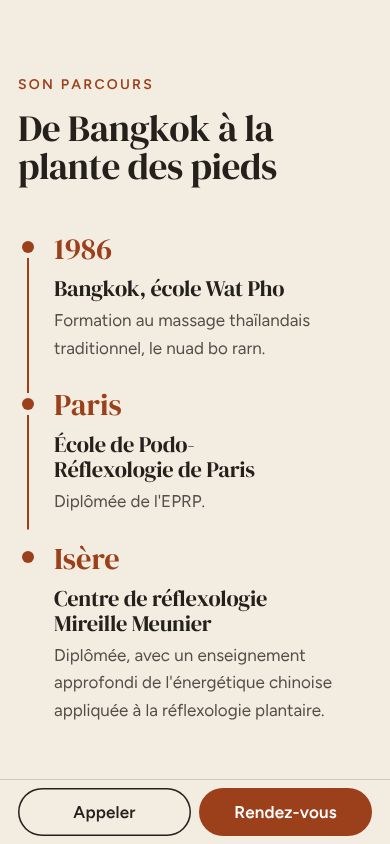 SON PARCOURS
De Bangkok à la
plante des pieds
1986
Bangkok, école Wat Pho
Formation au massage thaïlandais
traditionnel, le nuad bo rarn.
Paris
École de Podo-
Réflexologie de Paris
Diplômée de l'EPRP.
Isère
Centre de réflexologie
Mireille Meunier
Diplômée, avec un enseignement
approfondi de l'énergétique chinoise
appliquée à la réflexologie plantaire.
Appeler
Rendez-vous